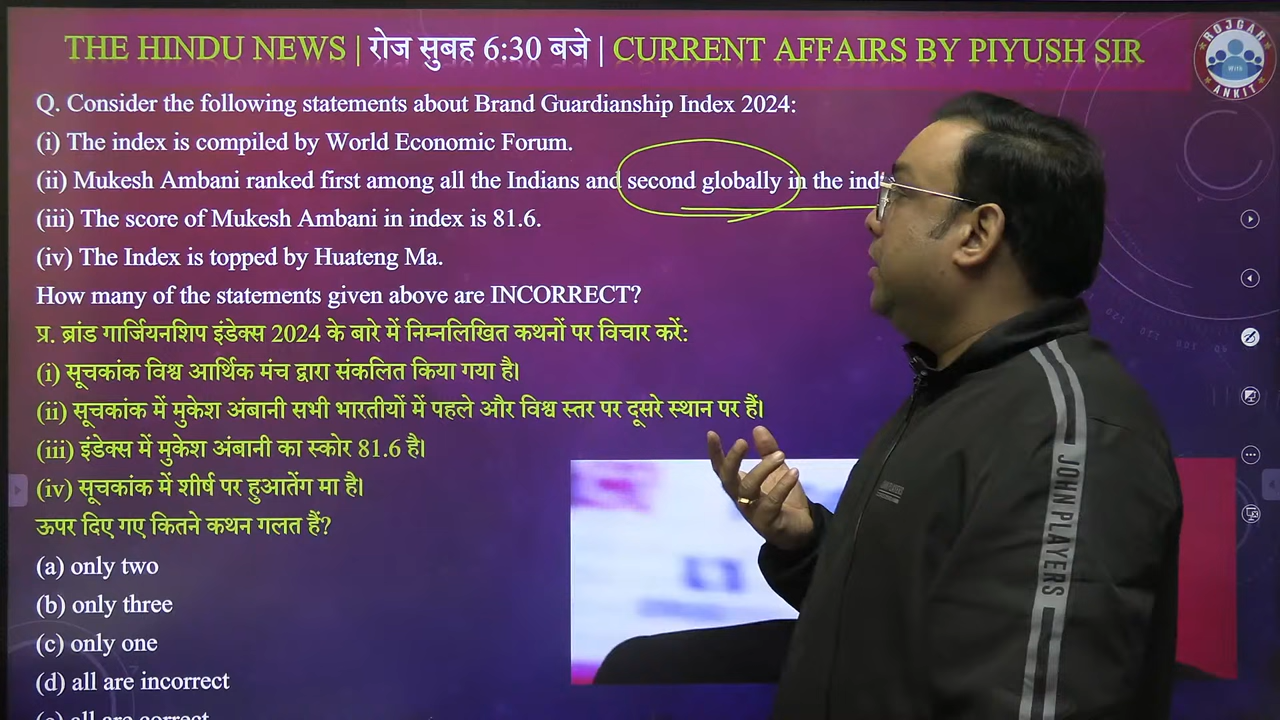 THE HINDU NEWS | रोज सुबह 6:30 बजे | CURRENT AFFAIRS BY PIYUSH SIR
ROJGAR
WITH
ANKIT
Q. Consider the following statements about Brand Guardianship Index 2024:
(i) The index is compiled by World Economic Forum.
(ii) Mukesh Ambani ranked first among all the Indians and second globally in the
(iii) The score of Mukesh Ambani in index is 81.6.
(iv) The Index is topped by Huateng Ma.
How many of the statements given above are INCORRECT?
प्र. ब्रांड गार्जियनशिप इंडेक्स 2024 के बारे में निम्नलिखित कथनों पर विचार करें:
(i) सूचकांक विश्व आर्थिक मंच द्वारा संकलित किया गया है।
(ii) सूचकांक में मुकेश अंबानी सभी भारतीयों में पहले और विश्व स्तर पर दूसरे स्थान पर हैं।
(iii) इंडेक्स में मुकेश अंबानी का स्कोर 81.6 है।
(iv) सूचकांक में शीर्ष पर हुआतेंग मा है।
ऊपर दिए गए कितने कथन गलत हैं?
(a) only two
(b) only three
(c) only one
(d) all are incorrect
(e) all are correct
JOHN PLAYERS